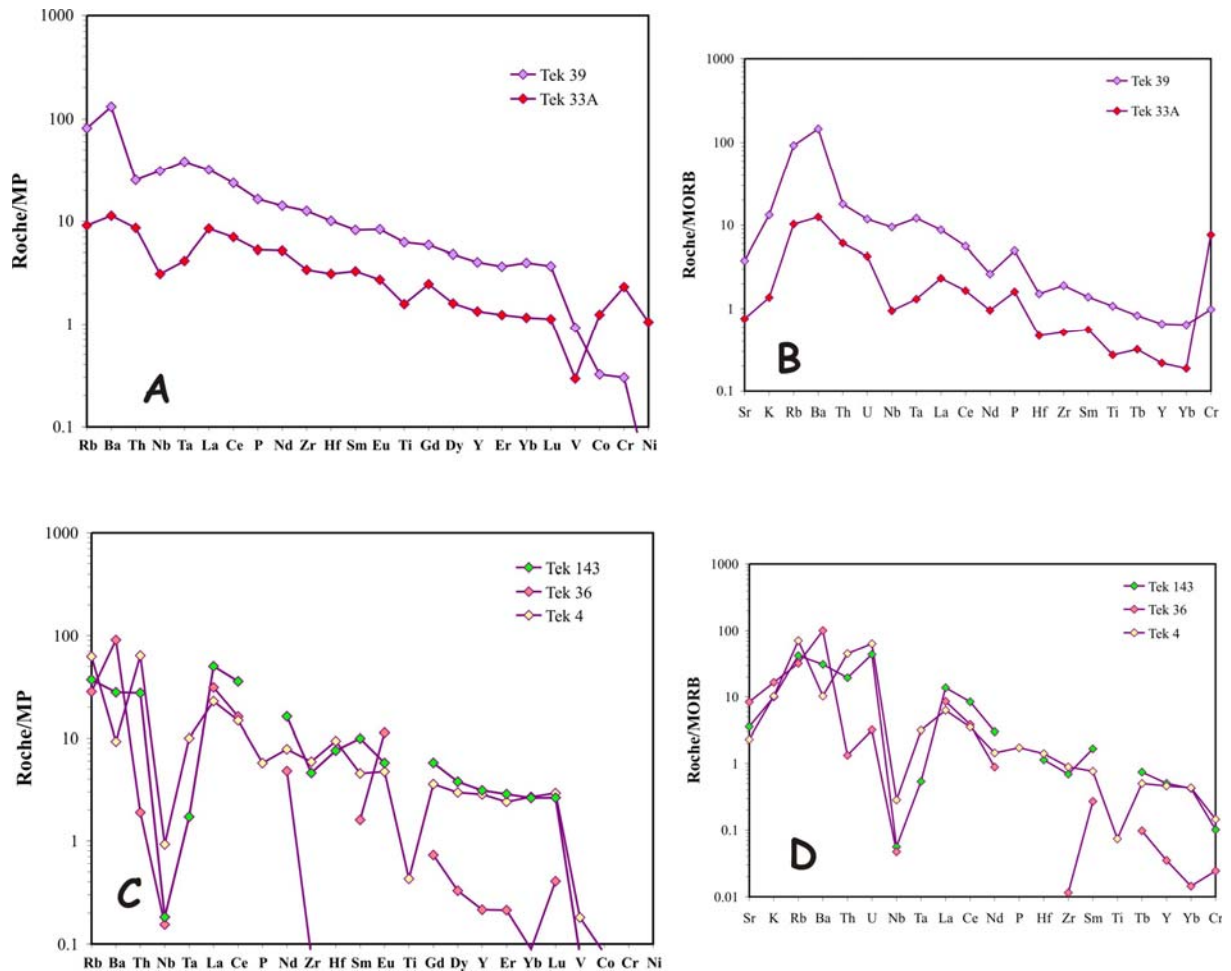 1000
100
10
1
0.1
Roche/MP
Tek 39
Tek 33A
A
Rb Ba Th Nb Ta La Ce P Nd Zr Hf Sm Eu Ti Gd Dy Y Er Yb Lu V Co Cr Ni
1000
100
10
1
0.1
Roche/MORB
Tek 39
Tek 33A
B
Sr K Rb Ba Th U Nb Ta La Ce Nd P Hf Zr Sm Ti Tb Y Yb Cr
1000
100
10
1
0.1
Roche/MP
Tek 143
Tek 36
Tek 4
C
Rb Ba Th Nb Ta La Ce P Nd Zr Hf Sm Eu Ti Gd Dy Y Er Yb Lu V Co Cr Ni
1000
100
10
1
0.1
0.01
Roche/MORB
Tek 143
Tek 36
Tek 4
D
Sr K Rb Ba Th U Nb Ta La Ce Nd P Hf Zr Sm Ti Tb Y Yb Cr